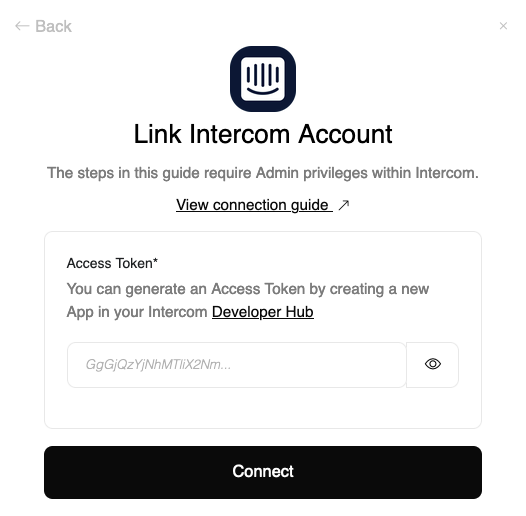 ← Back
×
Link Intercom Account
The steps in this guide require Admin privileges within Intercom.
View connection guide ↗
Access Token*
You can generate an Access Token by creating a new
App in your Intercom Developer Hub
GgGjQzYjNhMTliX2Nm...
Connect